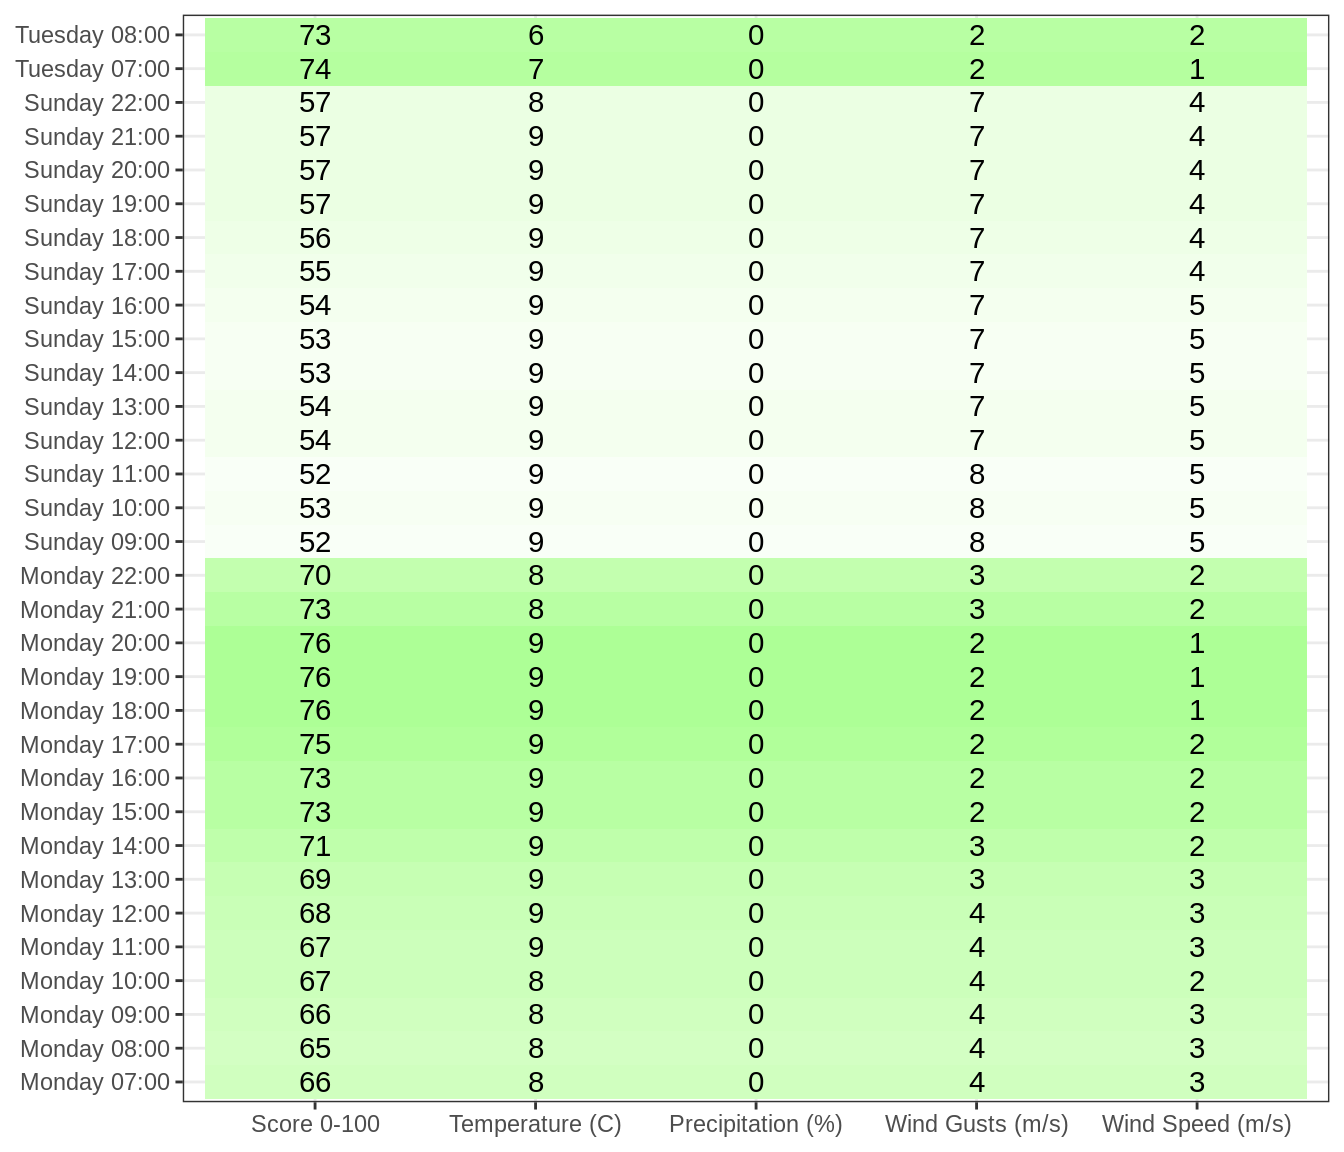 Tuesday 08:00 73 6 0 2 2
Tuesday 07:00 74 7 0 2 1
Sunday 22:00 57 8 0 7 4
Sunday 21:00 57 9 0 7 4
Sunday 20:00 57 9 0 7 4
Sunday 19:00 57 9 0 7 4
Sunday 18:00 56 9 0 7 4
Sunday 17:00 55 9 0 7 4
Sunday 16:00 54 9 0 7 5
Sunday 15:00 53 9 0 7 5
Sunday 14:00 53 9 0 7 5
Sunday 13:00 54 9 0 7 5
Sunday 12:00 54 9 0 7 5
Sunday 11:00 52 9 0 8 5
Sunday 10:00 53 9 0 8 5
Sunday 09:00 52 9 0 8 5
Monday 22:00 70 8 0 3 2
Monday 21:00 73 8 0 3 2
Monday 20:00 76 9 0 2 1
Monday 19:00 76 9 0 2 1
Monday 18:00 76 9 0 2 1
Monday 17:00 75 9 0 2 2
Monday 16:00 73 9 0 2 2
Monday 15:00 73 9 0 2 2
Monday 14:00 71 9 0 3 2
Monday 13:00 69 9 0 3 3
Monday 12:00 68 9 0 4 3
Monday 11:00 67 9 0 4 3
Monday 10:00 67 8 0 4 2
Monday 09:00 66 8 0 4 3
Monday 08:00 65 8 0 4 3
Monday 07:00 66 8 0 4 3
Score 0-100 Temperature (C) Precipitation (%) Wind Gusts (m/s) Wind Speed (m/s)